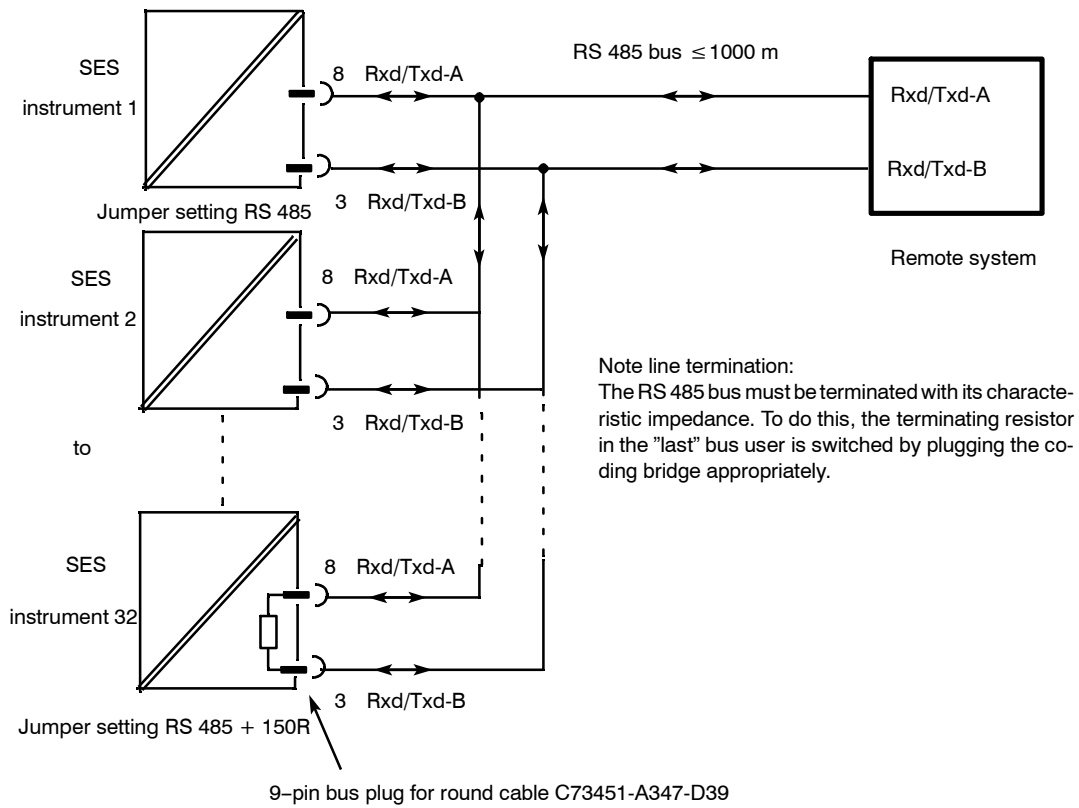 RS 485 bus ≤1000 m
SES
instrument 1
8 Rxd/Txd-A
Rxd/Txd-A
3 Rxd/Txd-B
Rxd/Txd-B
Jumper setting RS 485
Remote system
SES
instrument 2
8 Rxd/Txd-A
3 Rxd/Txd-B
to
Note line termination:
The RS 485 bus must be terminated with its characte-
ristic impedance. To do this, the terminating resistor
in the ”last” bus user is switched by plugging the co-
ding bridge appropriately.
SES
instrument 32
8 Rxd/Txd-A
3 Rxd/Txd-B
Jumper setting RS 485 + 150R
9–pin bus plug for round cable C73451-A347-D39